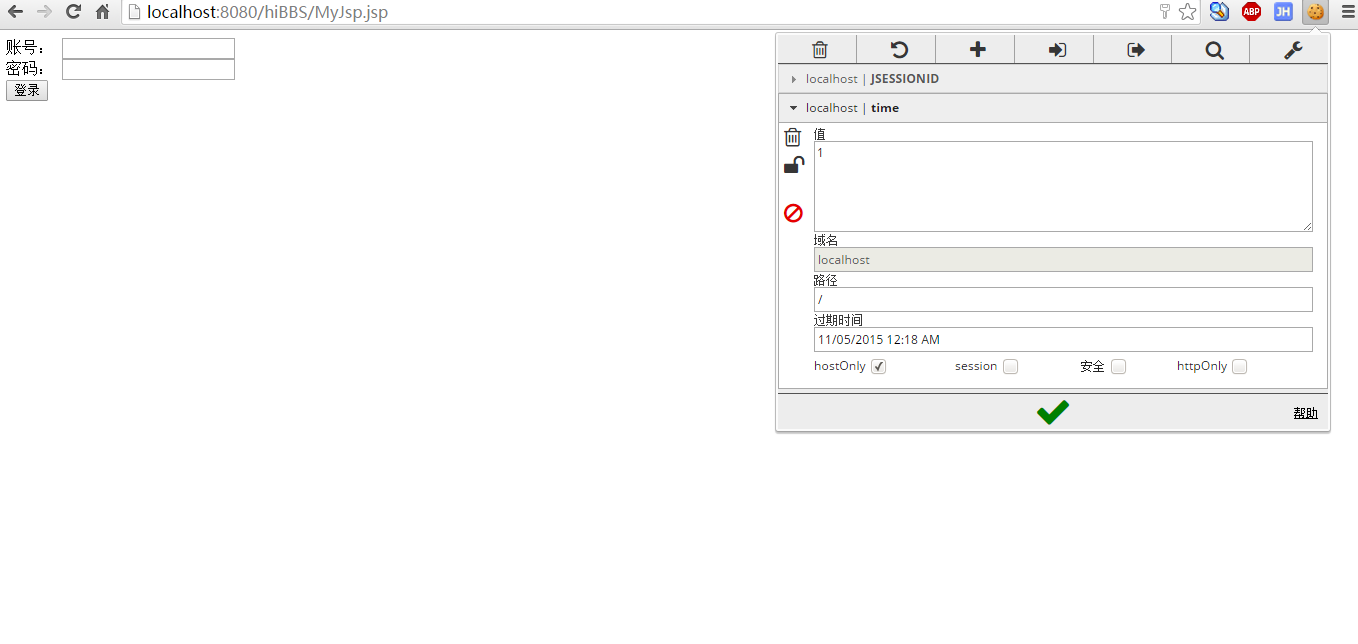 localhost:8080/hiBBS/MyJsp.jsp
ABP
JH
账号：
密码：
登录
localhost | JSESSIONID
localhost | time
值
1
域名
localhost
路径
/
过期时间
11/05/2015 12:18 AM
hostOnly session 安全 httpOnly
帮助